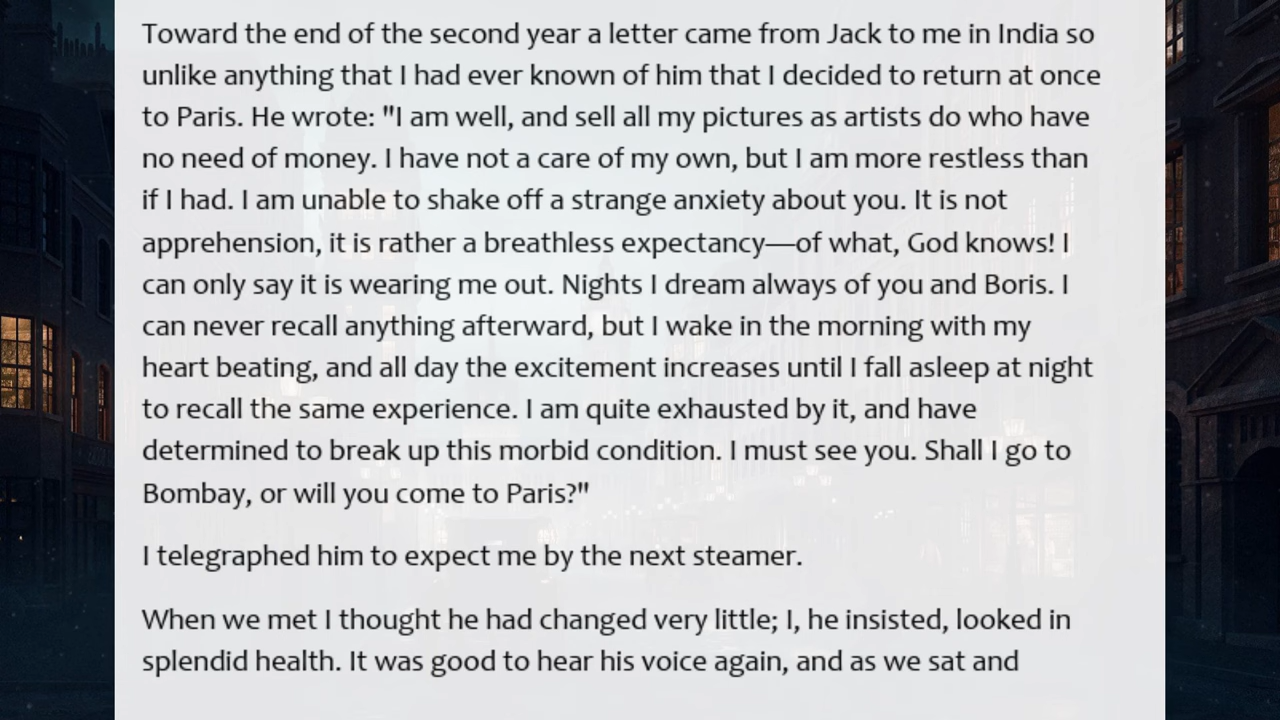 Toward the end of the second year a letter came from Jack to me in India so
unlike anything that I had ever known of him that I decided to return at once
to Paris. He wrote: "I am well, and sell all my pictures as artists do who have
no need of money. I have not a care of my own, but I am more restless than
if I had. I am unable to shake off a strange anxiety about you. It is not
apprehension, it is rather a breathless expectancy—of what, God knows! I
can only say it is wearing me out. Nights I dream always of you and Boris. I
can never recall anything afterward, but I wake in the morning with my
heart beating, and all day the excitement increases until I fall asleep at night
to recall the same experience. I am quite exhausted by it, and have
determined to break up this morbid condition. I must see you. Shall I go to
Bombay, or will you come to Paris?"
I telegraphed him to expect me by the next steamer.
When we met I thought he had changed very little; I, he insisted, looked in
splendid health. It was good to hear his voice again, and as we sat and